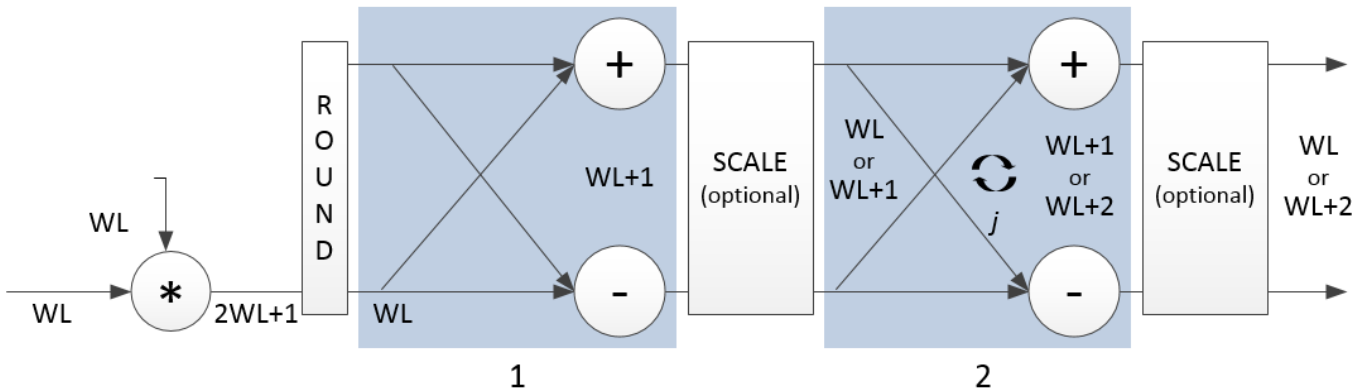 WL
WL
*
2WL+1
ROUND
WL
+
WL+1
-
1
SCALE
(optional)
WL
or
WL+1
j
+
WL+1
or
WL+2
-
2
SCALE
(optional)
WL
or
WL+2